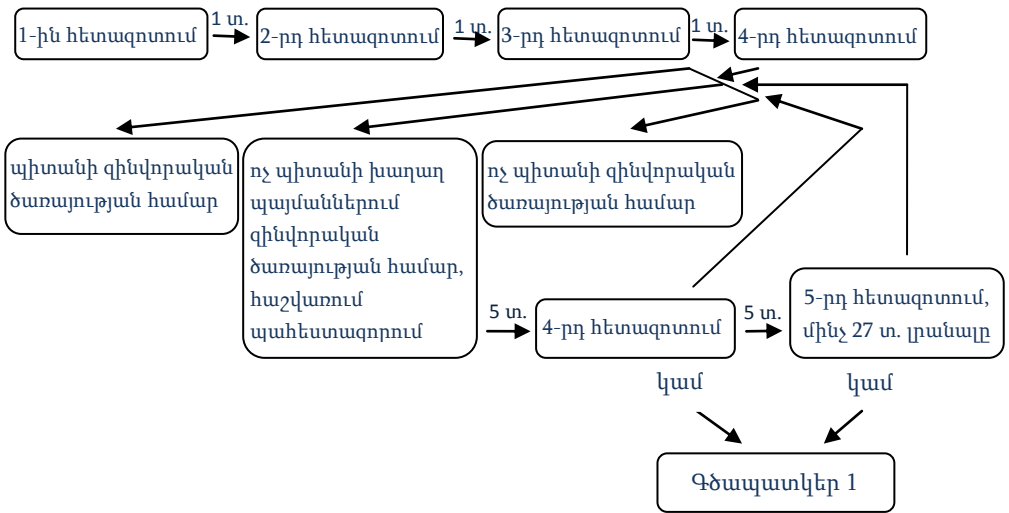 1-ին հետազոտում
1 տ.
2-րդ հետազոտում
1 տ.
3-րդ հետազոտում
1 տ.
4-րդ հետազոտում
պիտանի զինվորական
ծառայության համար
ոչ պիտանի խաղաղ
պայմաններում
զինվորական
ծառայության համար,
հաշվառում
պահեստազորում
ոչ պիտանի զինվորական
ծառայության համար
5 տ.
4-րդ հետազոտում
5 տ.
5-րդ հետազոտում,
մինչ 27 տ. լրանալը
կամ
կամ
Գծապատկեր 1